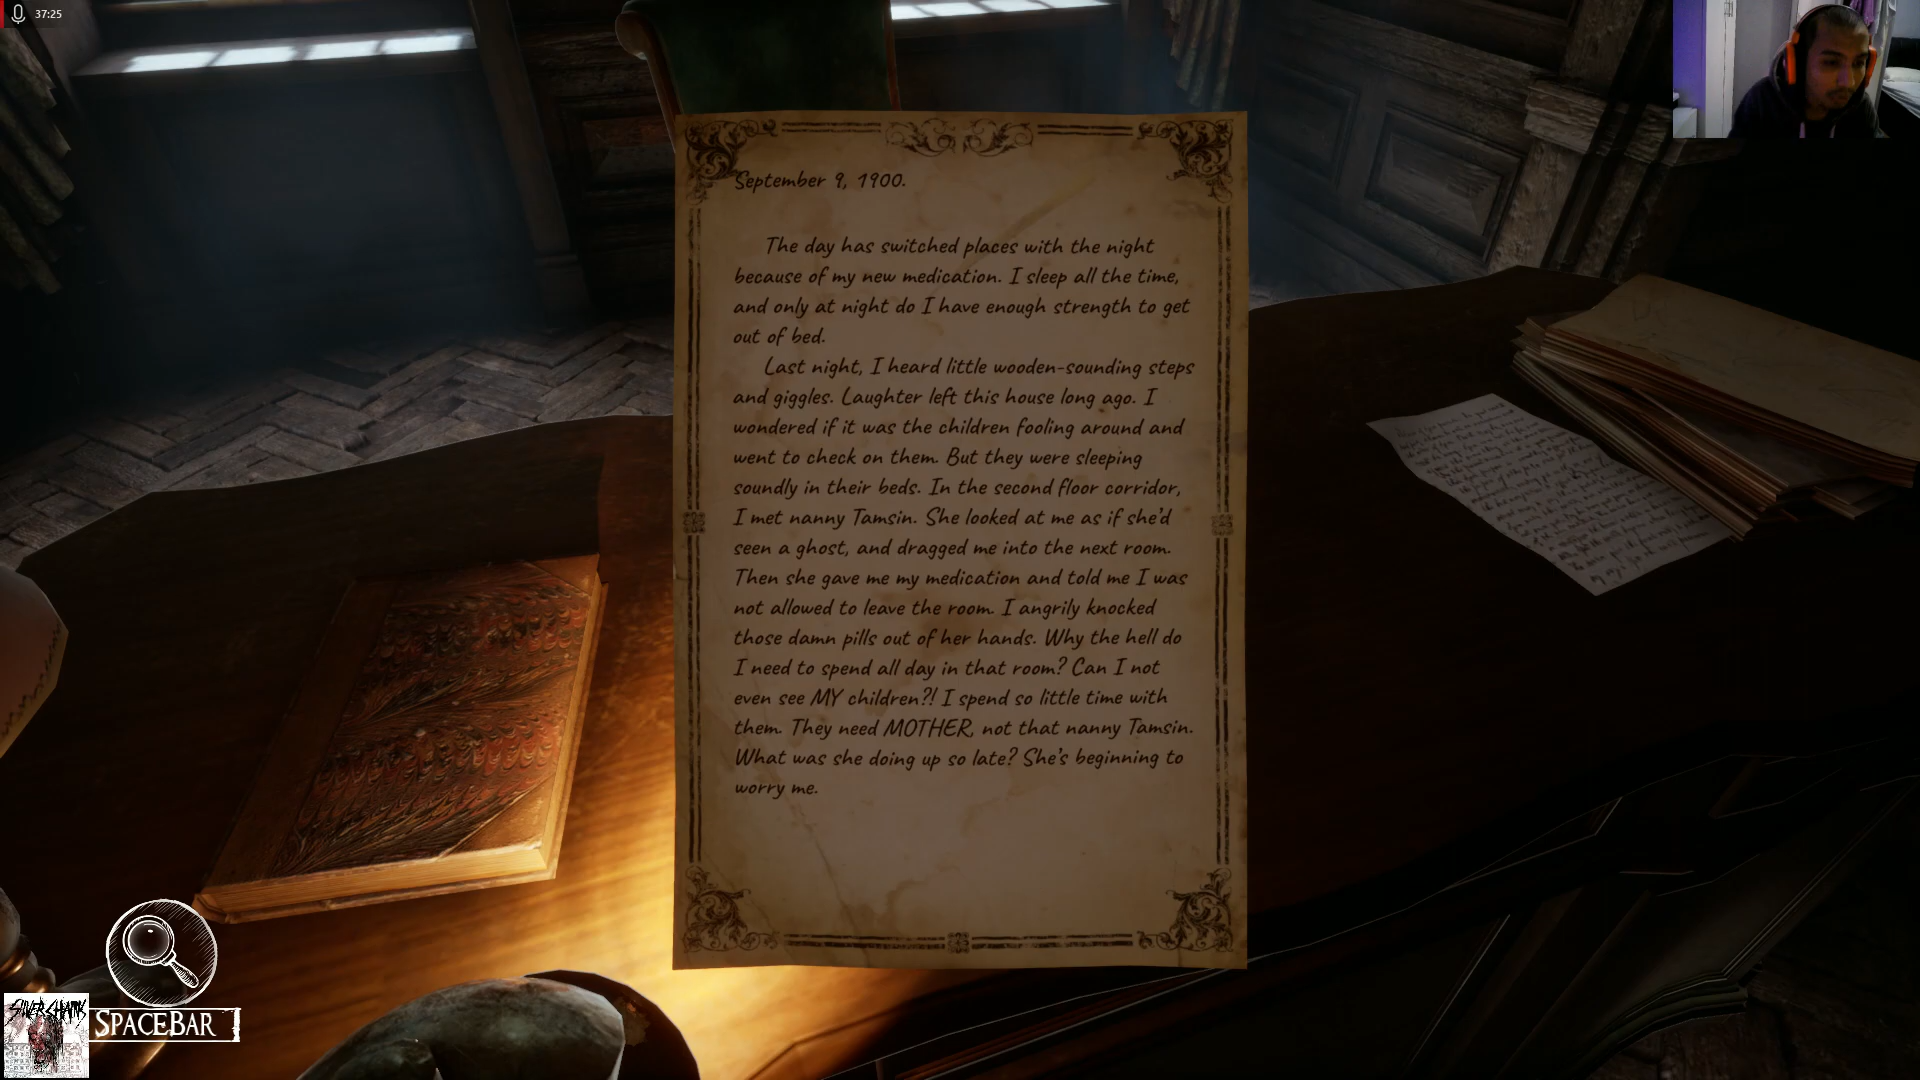 37:25
September 9, 1900.
The day has switched places with the night
because of my new medication. I sleep all the time,
and only at night do I have enough strength to get
out of bed.
Last night, I heard little wooden-sounding steps
and giggles. Laughter left this house long ago. I
wondered if it was the children fooling around and
went to check on them. But they were sleeping
soundly in their beds. In the second floor corridor,
I met nanny Tamsin. She looked at me as if she'd
seen a ghost, and dragged me into the next room.
Then she gave me my medication and told me I was
not allowed to leave the room. I angrily knocked
those damn pills out of her hands. Why the hell do
I need to spend all day in that room? Can I not
even see MY children?! I spend so little time with
them. They need MOTHER, not that nanny Tamsin.
What was she doing up so late? She's beginning to
worry me.
SPACEBAR
SILVER CHAINS